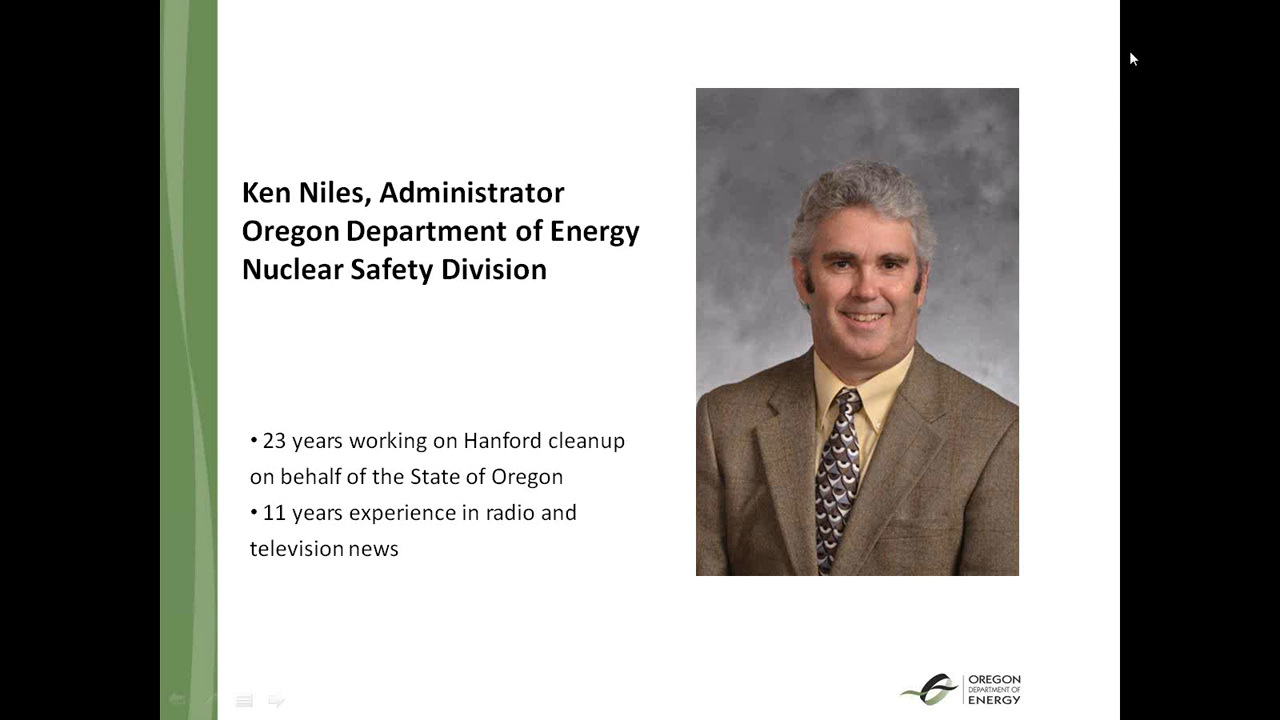 Ken Niles, Administrator
Oregon Department of Energy
Nuclear Safety Division
• 23 years working on Hanford cleanup
on behalf of the State of Oregon
• 11 years experience in radio and
television news
OREGON
DEPARTMENT OF
ENERGY